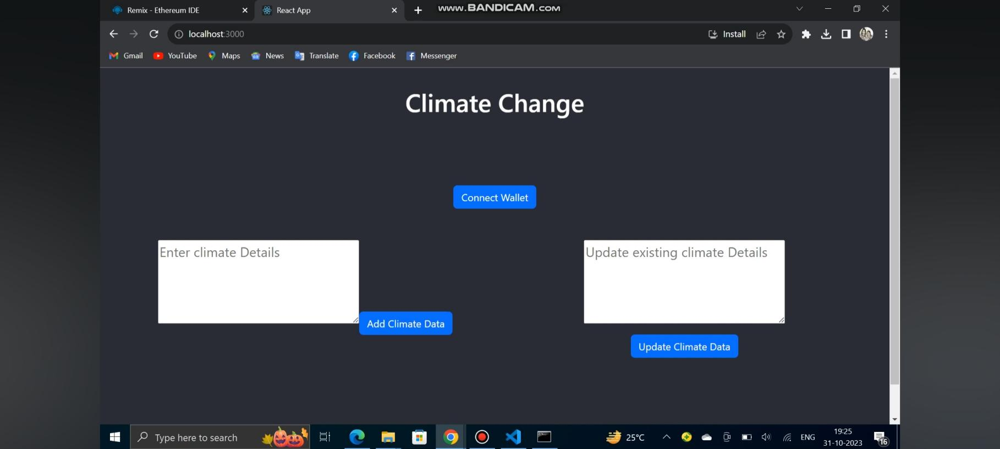 Remix - Ethereum IDE
React App
www.BANDICAM.com
localhost:3000
Install
Gmail
YouTube
Maps
News
Translate
Facebook
Messenger
Climate Change
Connect Wallet
Enter climate Details
Update existing climate Details
Add Climate Data
Update Climate Data
Type here to search
25°C
ENG
19:25
31-10-2023
16